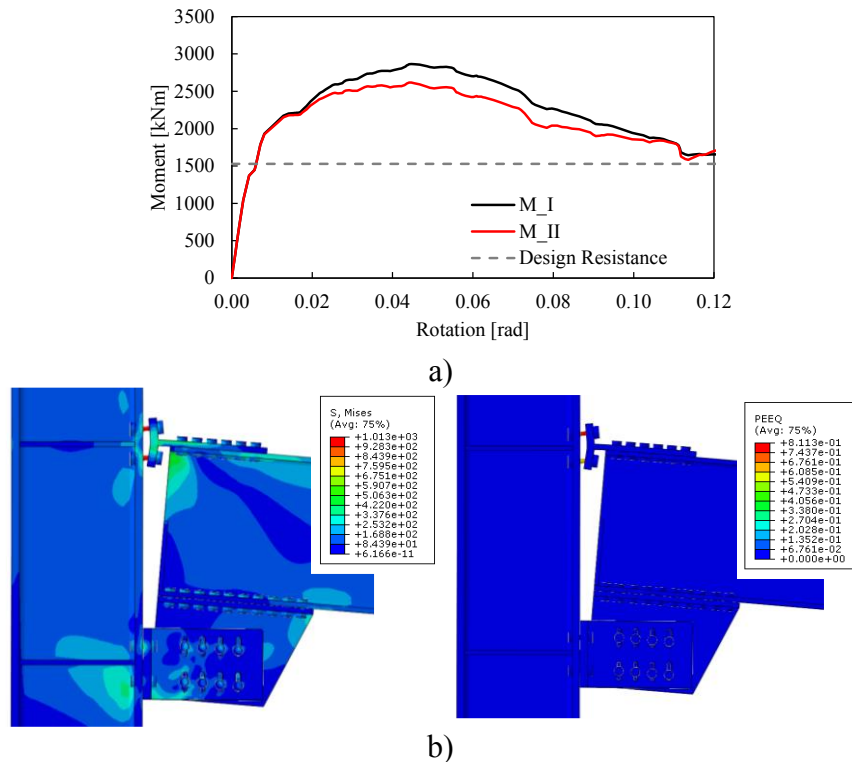 3500
3000
2500
2000
1500
1000
500
0
Moment [kNm]
M_I
M_II
Design Resistance
0.00 0.02 0.04 0.06 0.08 0.10 0.12
Rotation [rad]
a)
S, Mises
(Avg: 75%)
+1.013e+03
+9.283e+02
+8.439e+02
+7.595e+02
+6.751e+02
+5.907e+02
+5.063e+02
+4.220e+02
+3.376e+02
+2.532e+02
+1.688e+02
+8.439e+01
+6.166e-11
PEEQ
(Avg: 75%)
+8.113e-01
+7.437e-01
+6.761e-01
+6.085e-01
+5.409e-01
+4.733e-01
+4.056e-01
+3.380e-01
+2.704e-01
+2.028e-01
+1.352e-01
+6.761e-02
+0.000e+00
b)